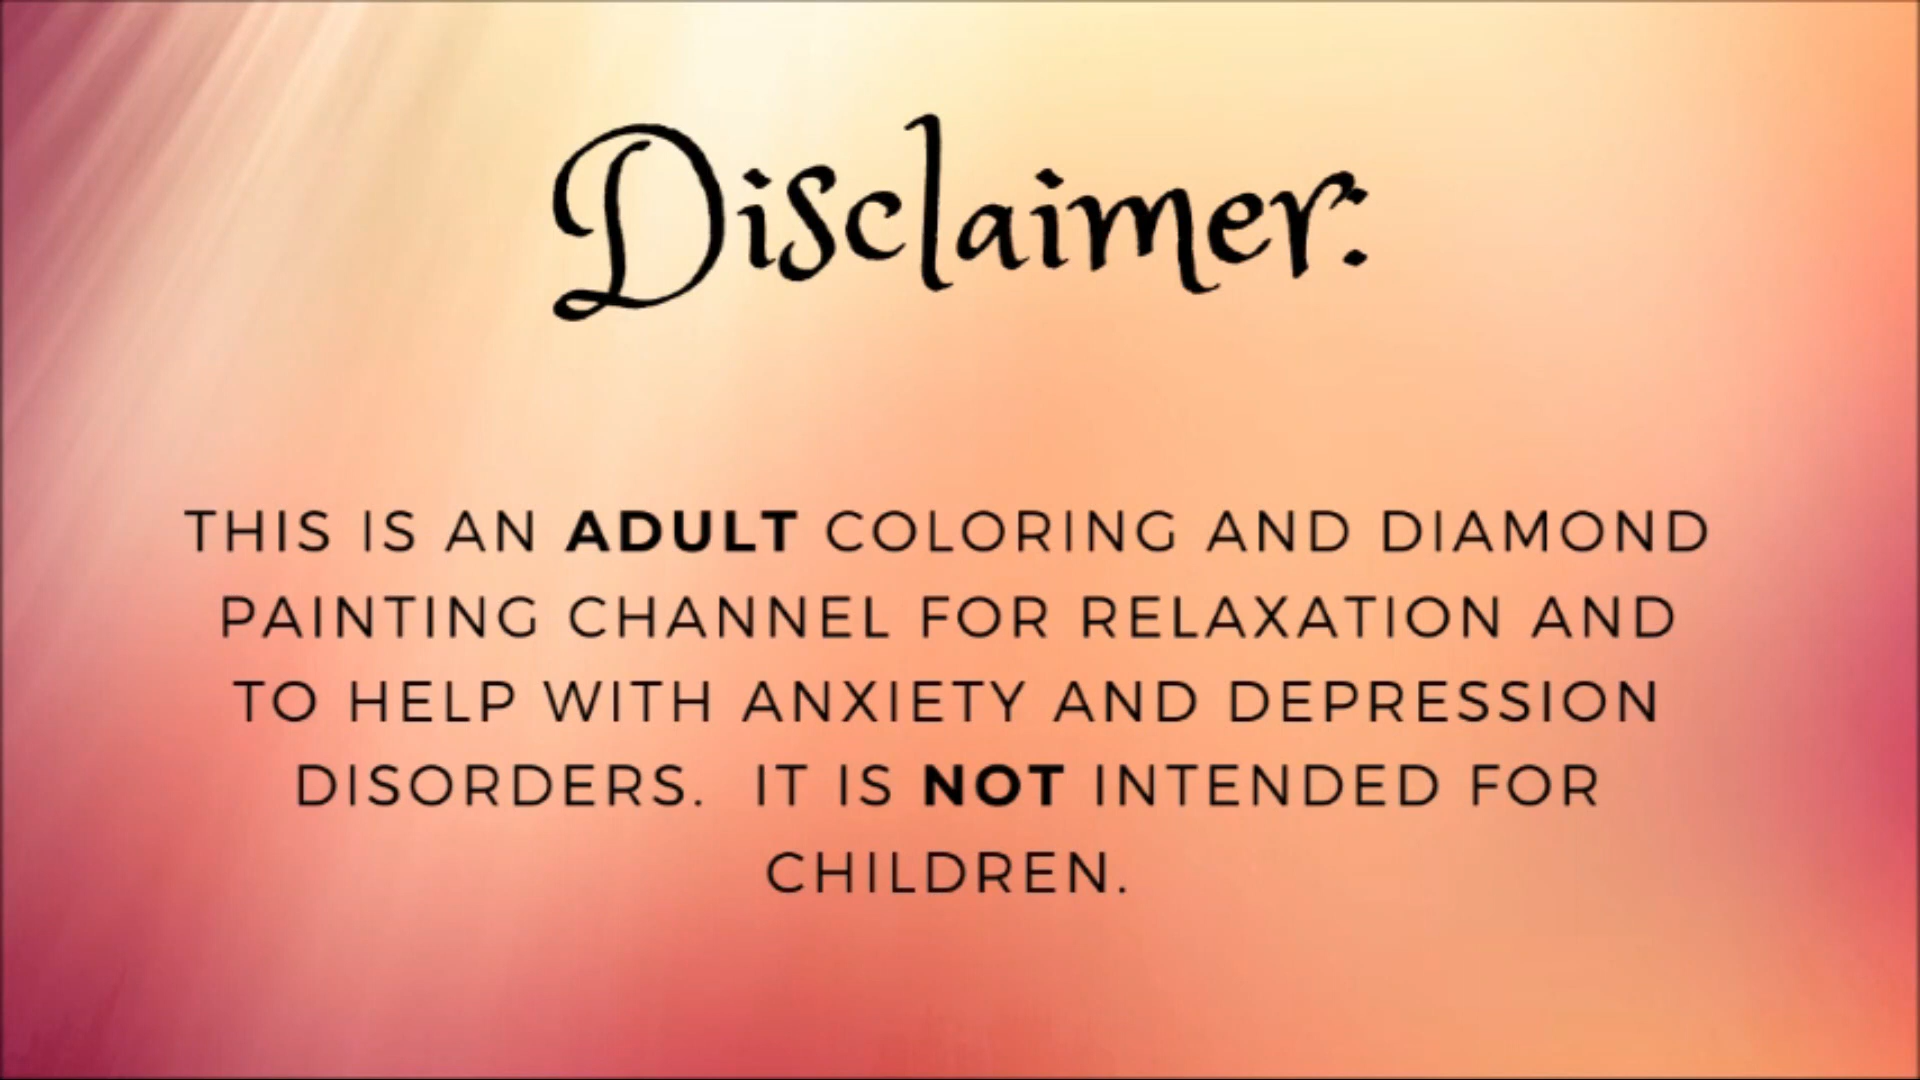 Disclaimer:
THIS IS AN ADULT COLORING AND DIAMOND
PAINTING CHANNEL FOR RELAXATION AND
TO HELP WITH ANXIETY AND DEPRESSION
DISORDERS. IT IS NOT INTENDED FOR
CHILDREN.